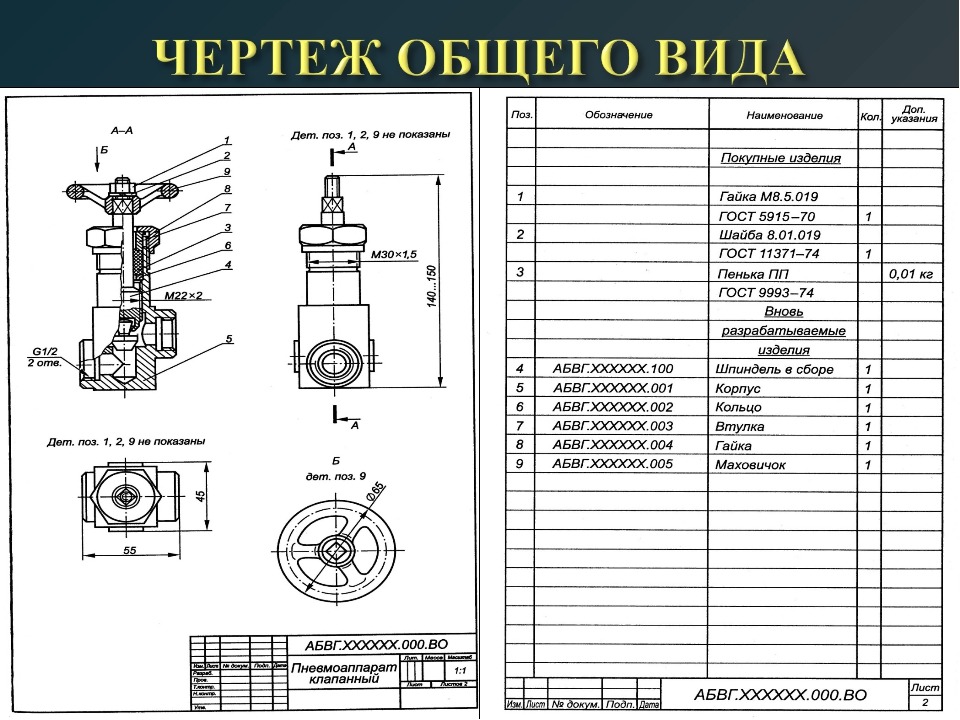 ЧЕРТЕЖ ОБЩЕГО ВИДА
А–А
Б
1
2
9
8
7
3
6
4
М22×2
5
G1/2
2 отв.
Дет. поз. 1, 2, 9 не показаны
А
М30×1,5
140...150
А
Дет. поз. 1, 2, 9 не показаны
45
55
Б
дет. поз. 9
∅65
АБВГ.XXXXXX.000.ВО
Изм. Лист № докум. Подп. Дата
Разраб.
Пров.
Т.контр.
Н.контр.
Утв.
Пневмоаппарат
клапанный
Лит. Масса Масштаб
1:1
Лист Листов 2
Поз. Обозначение Наименование Кол. Доп. указания
Покупные изделия
1 Гайка М8.5.019
ГОСТ 5915–70 1
2 Шайба 8.01.019
ГОСТ 11371–74 1
3 Пенька ПП 0,01 кг
ГОСТ 9993–74
Вновь
разрабатываемые
изделия
4 АБВГ.XXXXXX.100 Шпиндель в сборе 1
5 АБВГ.XXXXXX.001 Корпус 1
6 АБВГ.XXXXXX.002 Кольцо 1
7 АБВГ.XXXXXX.003 Втулка 1
8 АБВГ.XXXXXX.004 Гайка 1
9 АБВГ.XXXXXX.005 Маховичок 1
Изм. Лист № докум. Подп. Дата
АБВГ.XXXXXX.000.ВО
Лист
2